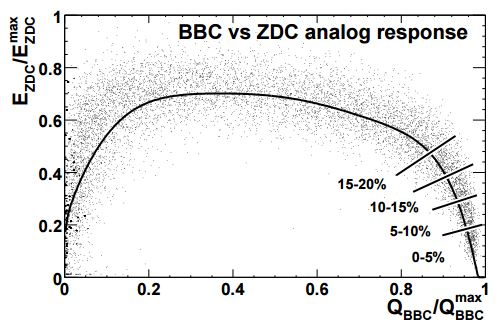 BBC vs ZDC analog response
E_ZDC/E_ZDC^max
1
0.8
0.6
0.4
0.2
0
15-20%
10-15%
5-10%
0-5%
0 0.2 0.4 0.6 0.8 1
Q_BBC/Q_BBC^max